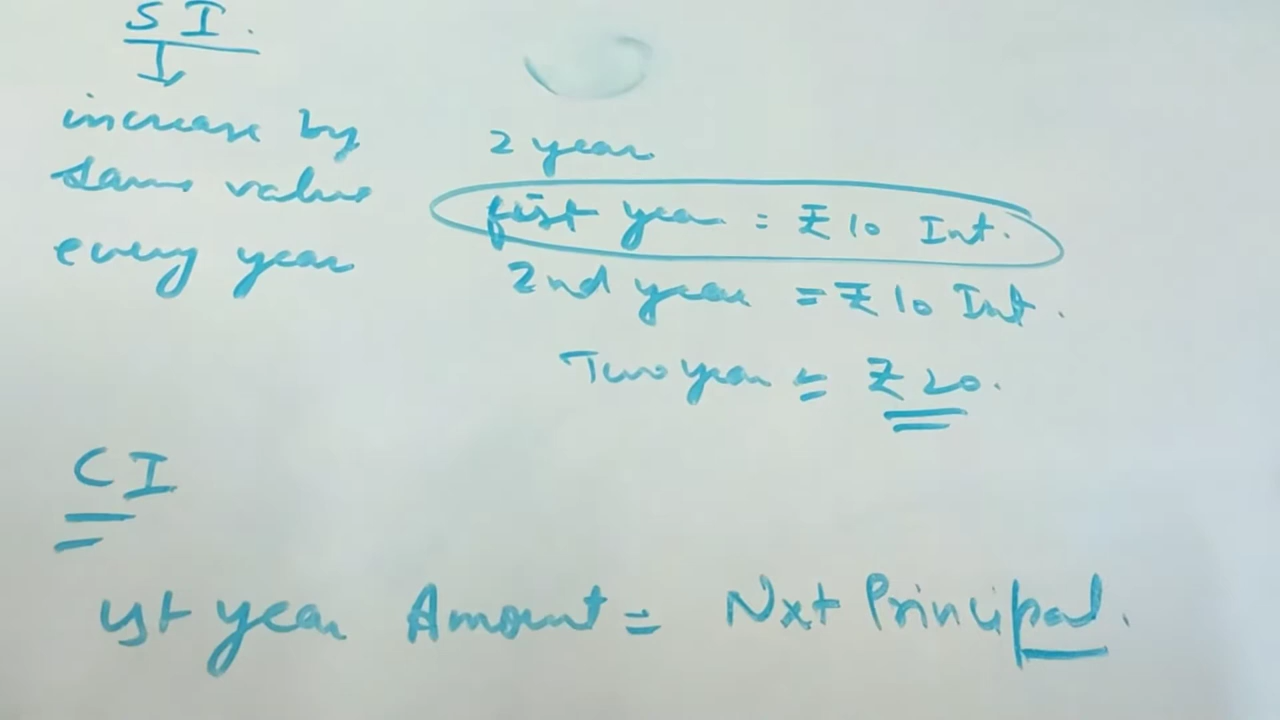 S I.
increase by
same value
every year
2 year
first year = ₹ 10 Int.
2nd year = ₹ 10 Int.
Two year = ₹ 20.
CI
1st year Amount = Nxt Principal.